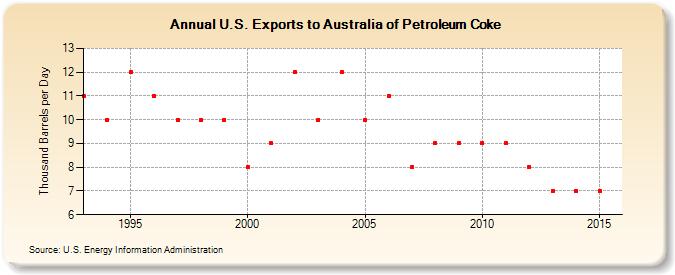 Annual U.S. Exports to Australia of Petroleum Coke
Thousand Barrels per Day
13
12
11
10
9
8
7
6
1995 2000 2005 2010 2015
Source: U.S. Energy Information Administration